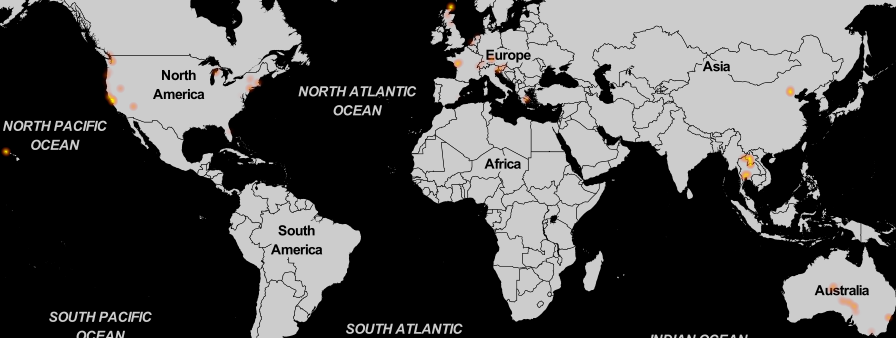 Europe
Asia
North
America
NORTH ATLANTIC
OCEAN
NORTH PACIFIC
OCEAN
Africa
South
America
Australia
SOUTH PACIFIC
OCEAN
SOUTH ATLANTIC
INDIAN OCEAN